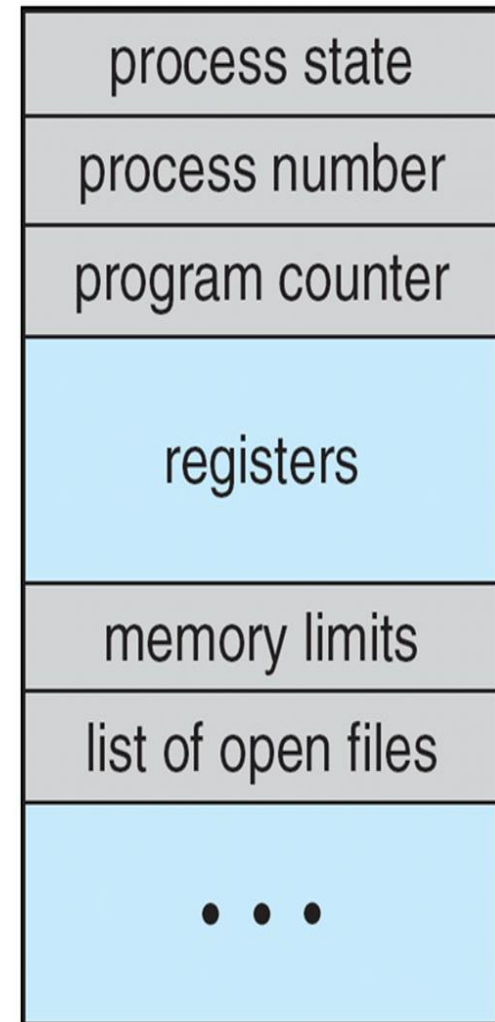 process state
process number
program counter
registers
memory limits
list of open files
• • •